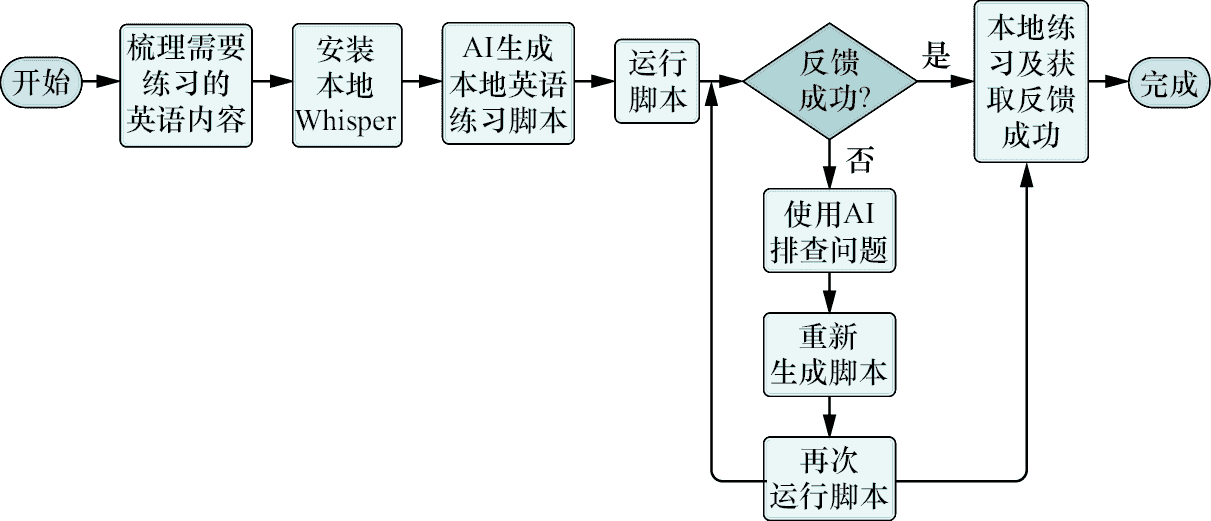 开始
梳理需要
练习的
英语内容
安装
本地
Whisper
AI生成
本地英语
练习脚本
运行
脚本
反馈
成功?
是
本地练
习及获
取反馈
成功
完成
否
使用AI
排查问题
重新
生成脚本
再次
运行脚本